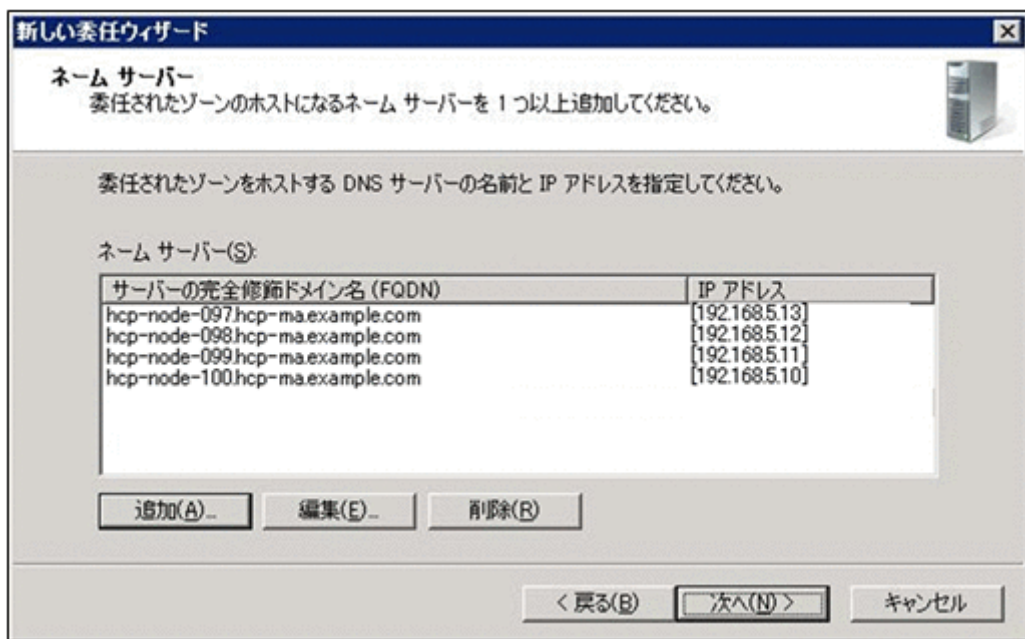 新しい委任ウィザード
ネーム サーバー
委任されたゾーンのホストになるネーム サーバーを 1 つ以上追加してください。
委任されたゾーンをホストする DNS サーバーの名前と IP アドレスを指定してください。
ネーム サーバー(S):
サーバーの完全修飾ドメイン名 (FQDN) IP アドレス
hcp-node-097.hcp-ma.example.com [192.168.5.13]
hcp-node-098.hcp-ma.example.com [192.168.5.12]
hcp-node-099.hcp-ma.example.com [192.168.5.11]
hcp-node-100.hcp-ma.example.com [192.168.5.10]
追加(A)... 編集(E)... 削除(R)
< 戻る(B) 次へ(N) > キャンセル